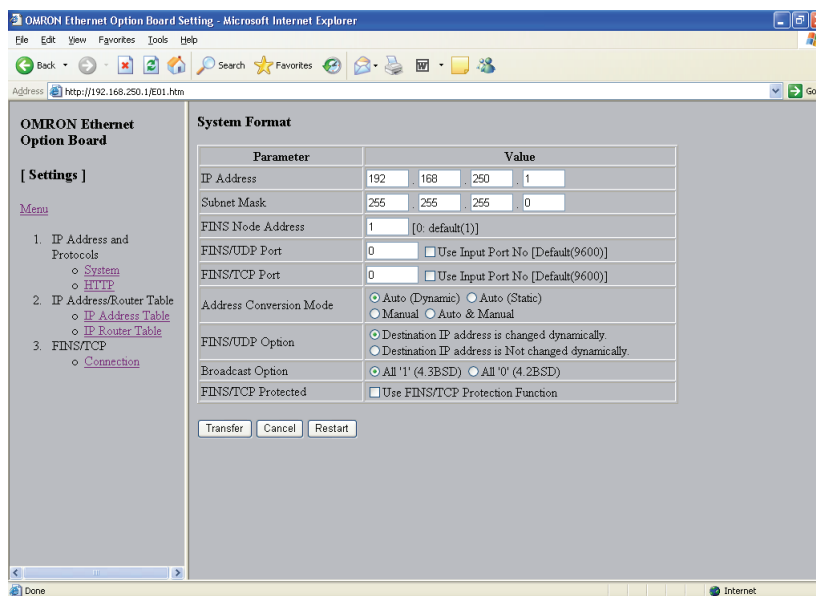 OMRON Ethernet Option Board Setting - Microsoft Internet Explorer
File Edit View Favorites Tools Help
Back Search Favorites
Address http://192.168.250.1/E01.htm Go
OMRON Ethernet
Option Board
[ Settings ]
Menu
1. IP Address and
Protocols
o System
o HTTP
2. IP Address/Router Table
o IP Address Table
o IP Router Table
3. FINS/TCP
o Connection
System Format
Parameter Value
IP Address 192 . 168 . 250 . 1
Subnet Mask 255 . 255 . 255 . 0
FINS Node Address 1 [0: default(1)]
FINS/UDP Port 0 Use Input Port No [Default(9600)]
FINS/TCP Port 0 Use Input Port No [Default(9600)]
Address Conversion Mode Auto (Dynamic) Auto (Static)
Manual Auto & Manual
FINS/UDP Option Destination IP address is changed dynamically.
Destination IP address is Not changed dynamically.
Broadcast Option All '1' (4.3BSD) All '0' (4.2BSD)
FINS/TCP Protected Use FINS/TCP Protection Function
Transfer Cancel Restart
Done Internet